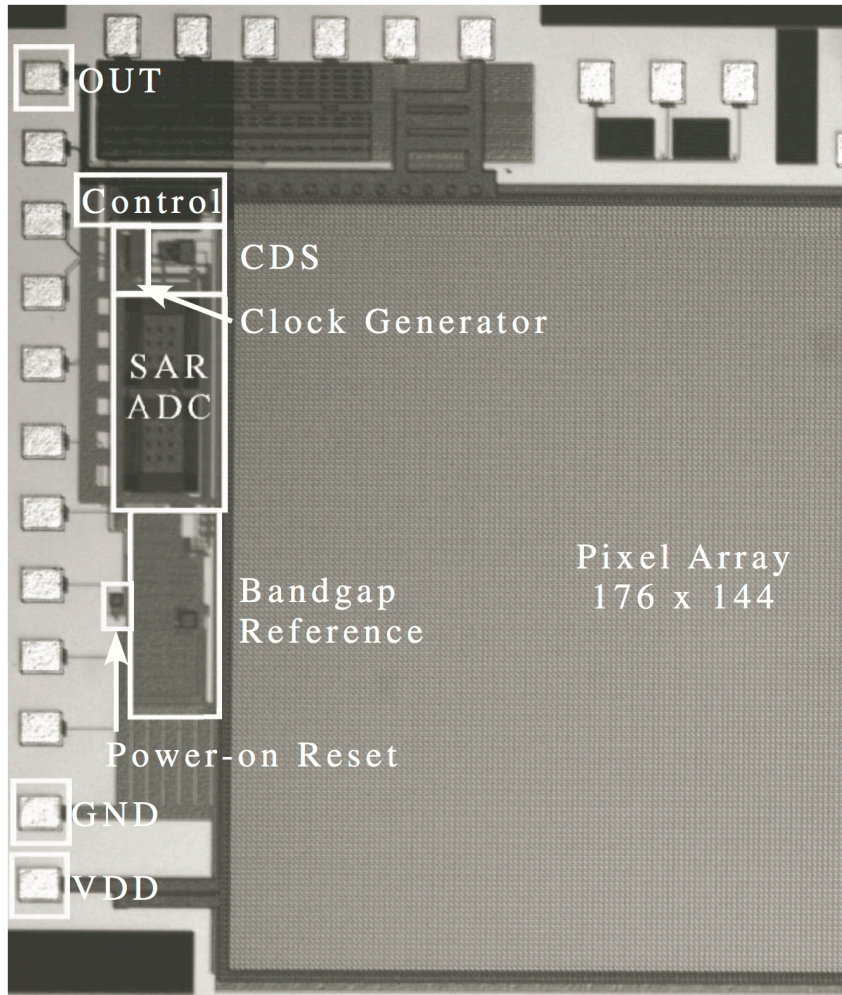 OUT
Control
CDS
Clock Generator
SAR
ADC
Pixel Array
176 x 144
Bandgap
Reference
Power-on Reset
GND
VDD